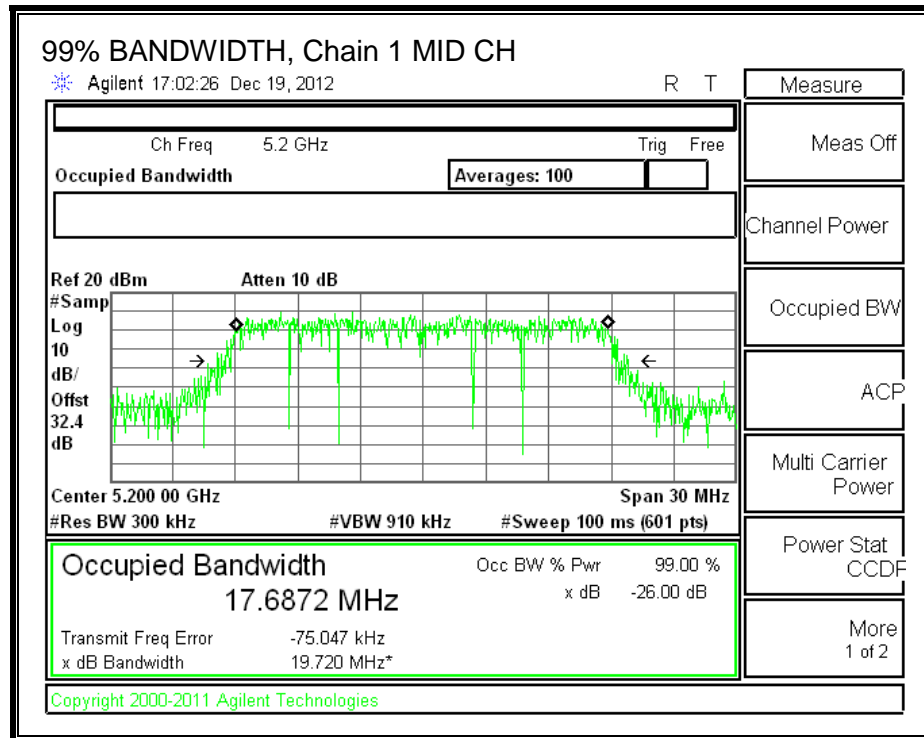 99% BANDWIDTH, Chain 1 MID CH
Agilent 17:02:26 Dec 19, 2012 R T
Ch Freq 5.2 GHz Trig Free
Occupied Bandwidth Averages: 100
Ref 20 dBm Atten 10 dB
#Samp
Log
10
dB/
Offst
32.4
dB
Center 5.200 00 GHz Span 30 MHz
#Res BW 300 kHz #VBW 910 kHz #Sweep 100 ms (601 pts)
Occupied Bandwidth Occ BW % Pwr 99.00 %
17.6872 MHz x dB -26.00 dB
Transmit Freq Error -75.047 kHz
x dB Bandwidth 19.720 MHz*
Copyright 2000-2011 Agilent Technologies
Measure
Meas Off
Channel Power
Occupied BW
ACP
Multi Carrier
Power
Power Stat
CCDF
More
1 of 2